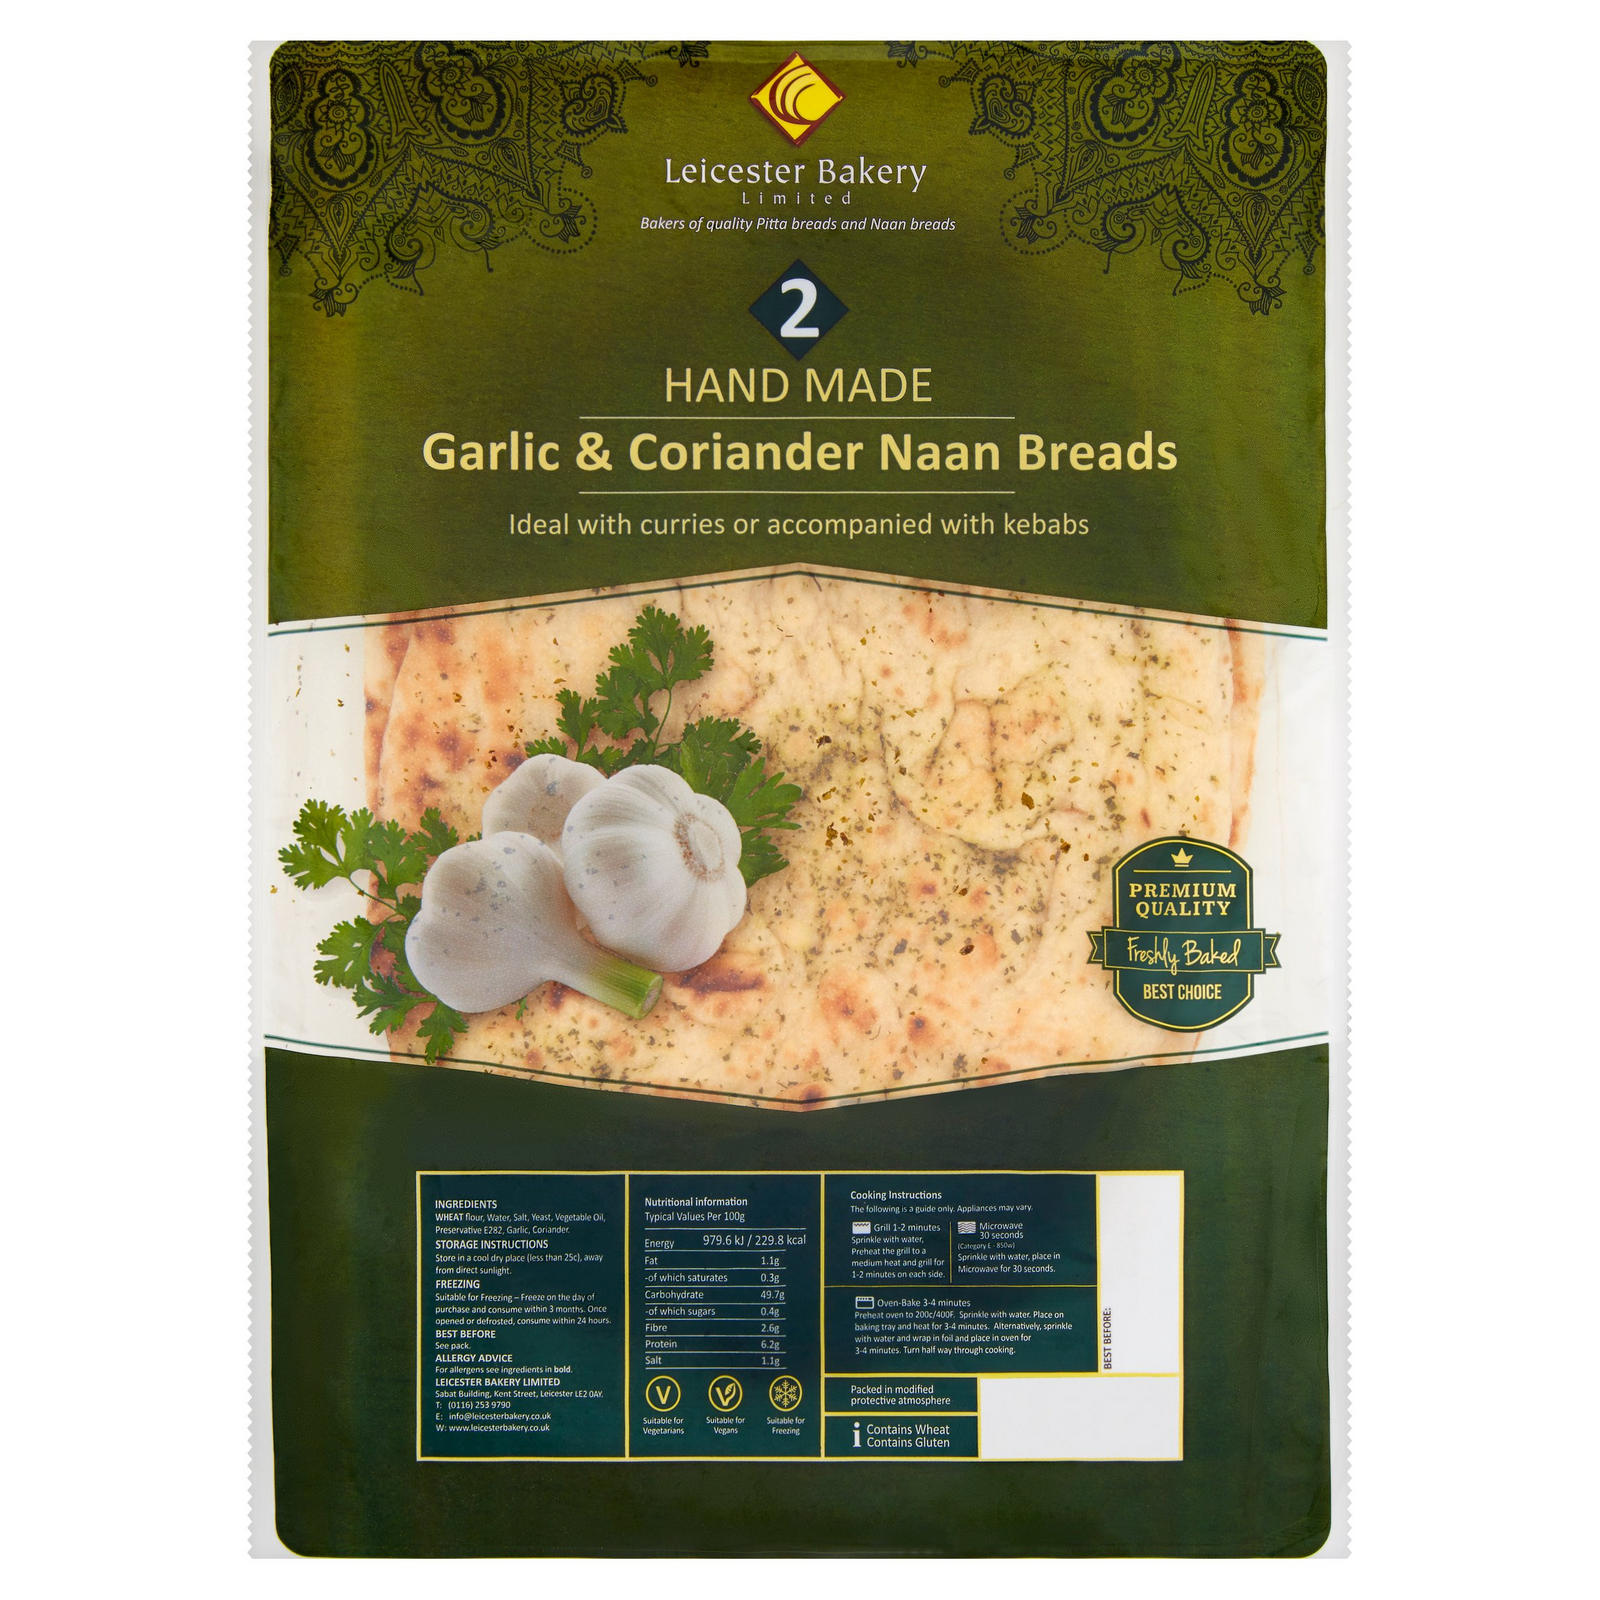 Leicester Bakery
Limited
Bakers of quality Pitta breads and Naan breads
2
HAND MADE
Garlic & Coriander Naan Breads
Ideal with curries or accompanied with kebabs
PREMIUM
QUALITY
Freshly Baked
BEST CHOICE
INGREDIENTS
WHEAT flour, Water, Salt, Yeast, Vegetable Oil,
Preservative E282, Garlic, Coriander.
STORAGE INSTRUCTIONS
Store in a cool dry place (less than 25c), away
from direct sunlight.
FREEZING
Suitable for Freezing – Freeze on the day of
purchase and consume within 3 months. Once
opened or defrosted, consume within 24 hours.
BEST BEFORE
See pack.
ALLERGY ADVICE
For allergens see ingredients in bold.
LEICESTER BAKERY LIMITED
Sabat Building, Kent Street, Leicester LE2 0AY.
T: (0116) 253 9790
E: info@leicesterbakery.co.uk
W: www.leicesterbakery.co.uk
Nutritional information
Typical Values Per 100g
Energy 979.6 kJ / 229.8 kcal
Fat 1.1g
-of which saturates 0.3g
Carbohydrate 49.7g
-of which sugars 0.4g
Fibre 2.6g
Protein 6.2g
Salt 1.1g
V
Suitable for
Vegetarians
Suitable for
Vegans
Suitable for
Freezing
Cooking Instructions
The following is a guide only. Appliances may vary.
Grill 1-2 minutes
Sprinkle with water,
Preheat the grill to a
medium heat and grill for
1-2 minutes on each side.
Microwave
30 seconds
(Category E - 850w)
Sprinkle with water, place in
Microwave for 30 seconds.
Oven-Bake 3-4 minutes
Preheat oven to 200c/400F. Sprinkle with water. Place on
baking tray and heat for 3-4 minutes. Alternatively, sprinkle
with water and wrap in foil and place in oven for
3-4 minutes. Turn half way through cooking.
BEST BEFORE:
Packed in modified
protective atmosphere
i Contains Wheat
Contains Gluten